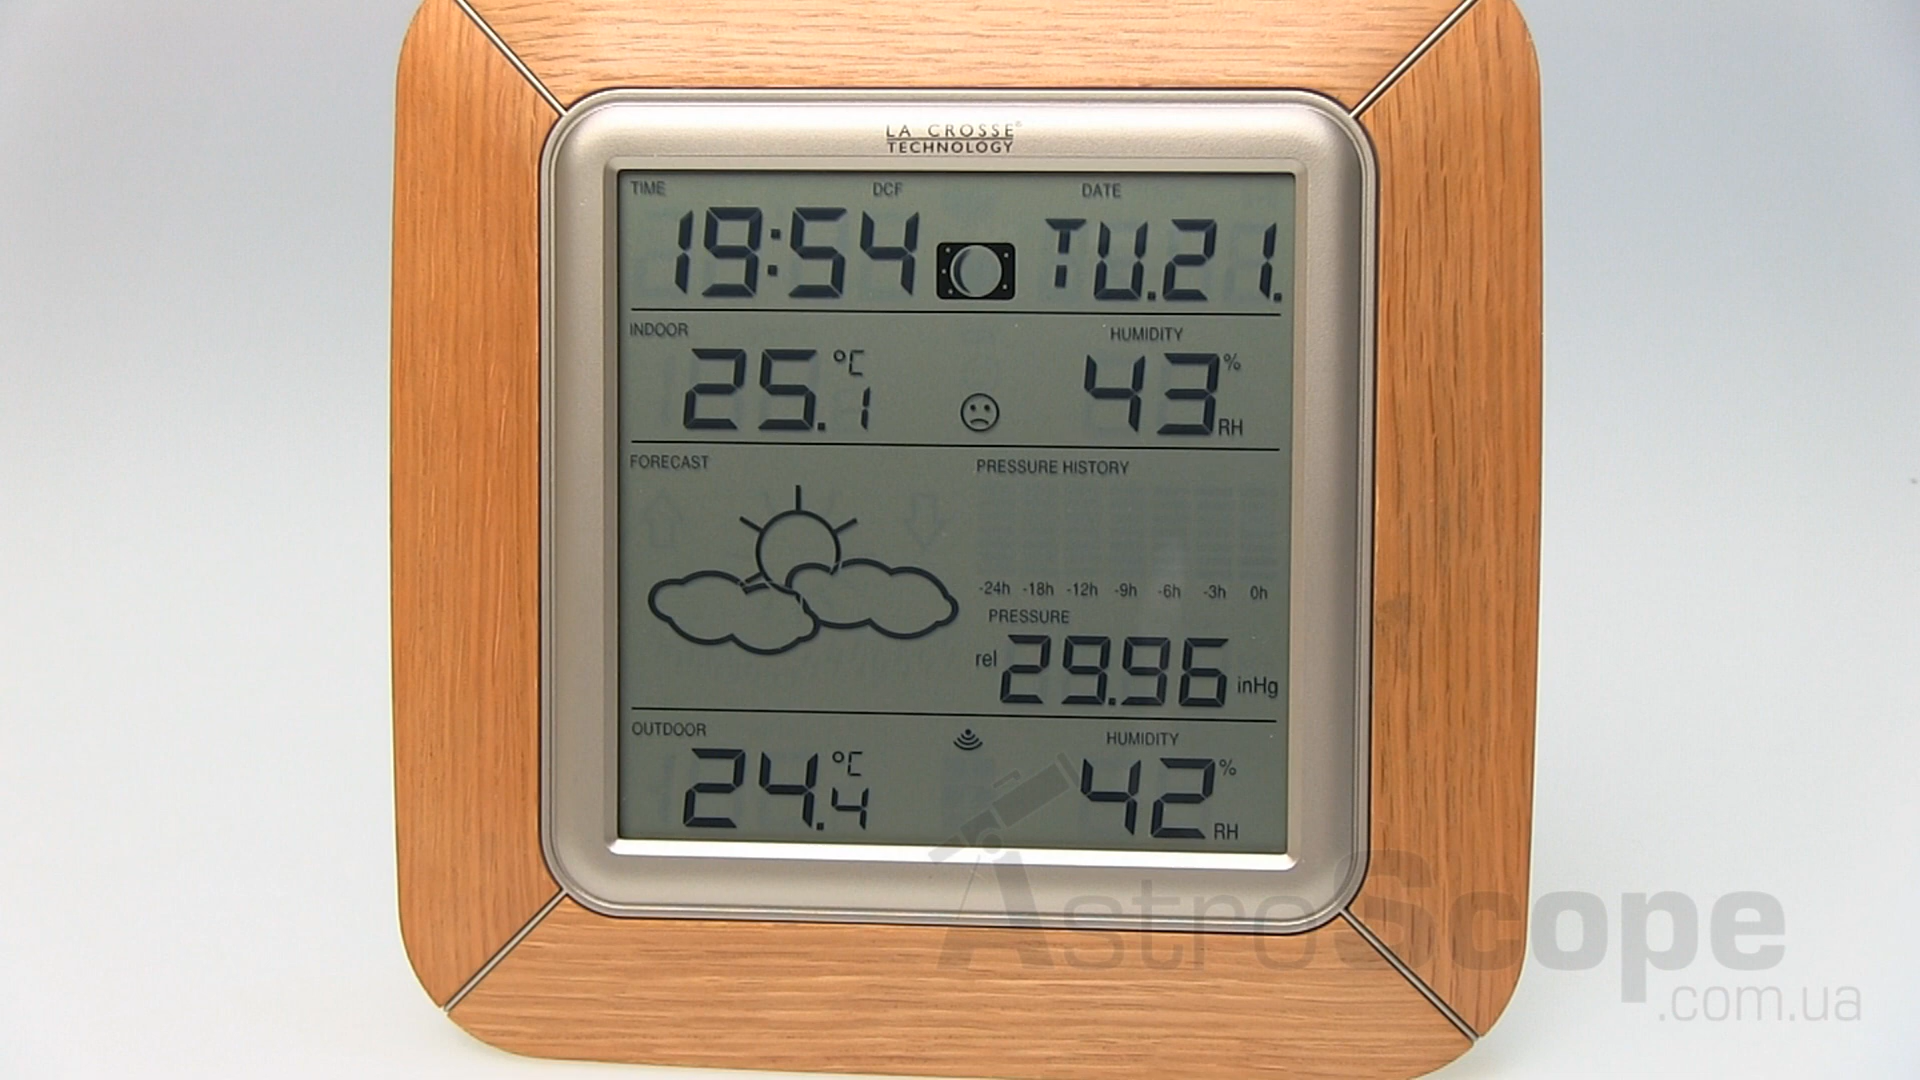 LA CROSSE
TECHNOLOGY
TIME DCF DATE
19:54 TU.21.
INDOOR HUMIDITY
25.1 °C 43 % RH
FORECAST PRESSURE HISTORY
-24h -18h -12h -9h -6h -3h 0h
PRESSURE
rel 29.96 inHg
OUTDOOR HUMIDITY
24.4 °C 42 % RH
AstroScope
.com.ua